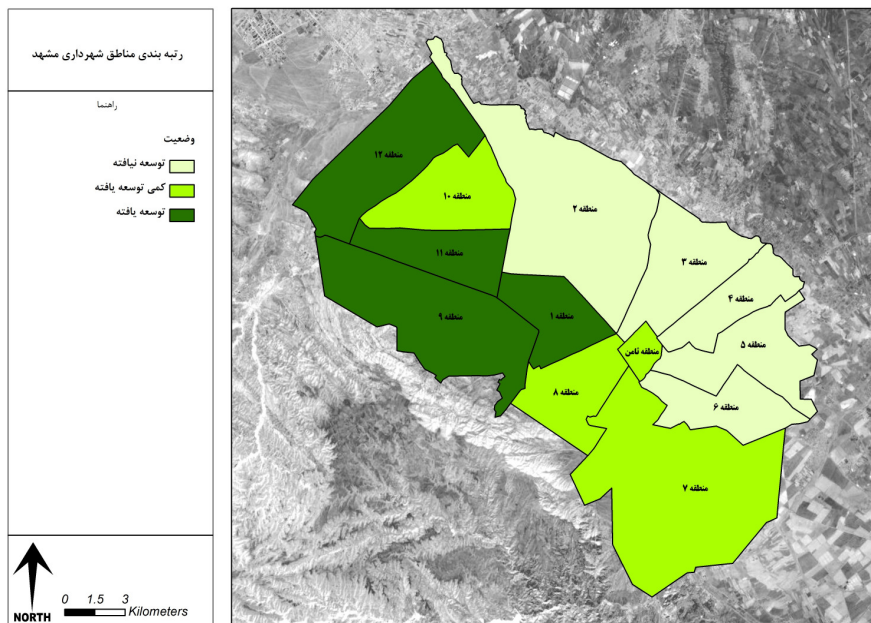 رتبه بندی مناطق شهرداری مشهد
راهنما
وضعیت
توسعه نیافته
کمی توسعه یافته
توسعه یافته
NORTH
0 1.5 3
Kilometers
منطقه ۱۲
منطقه ۱۰
منطقه ۲
منطقه ۱۱
منطقه ۳
منطقه ۴
منطقه ۹
منطقه ۱
منطقه ۵
منطقه ثامن
منطقه ۸
منطقه ۶
منطقه ۷